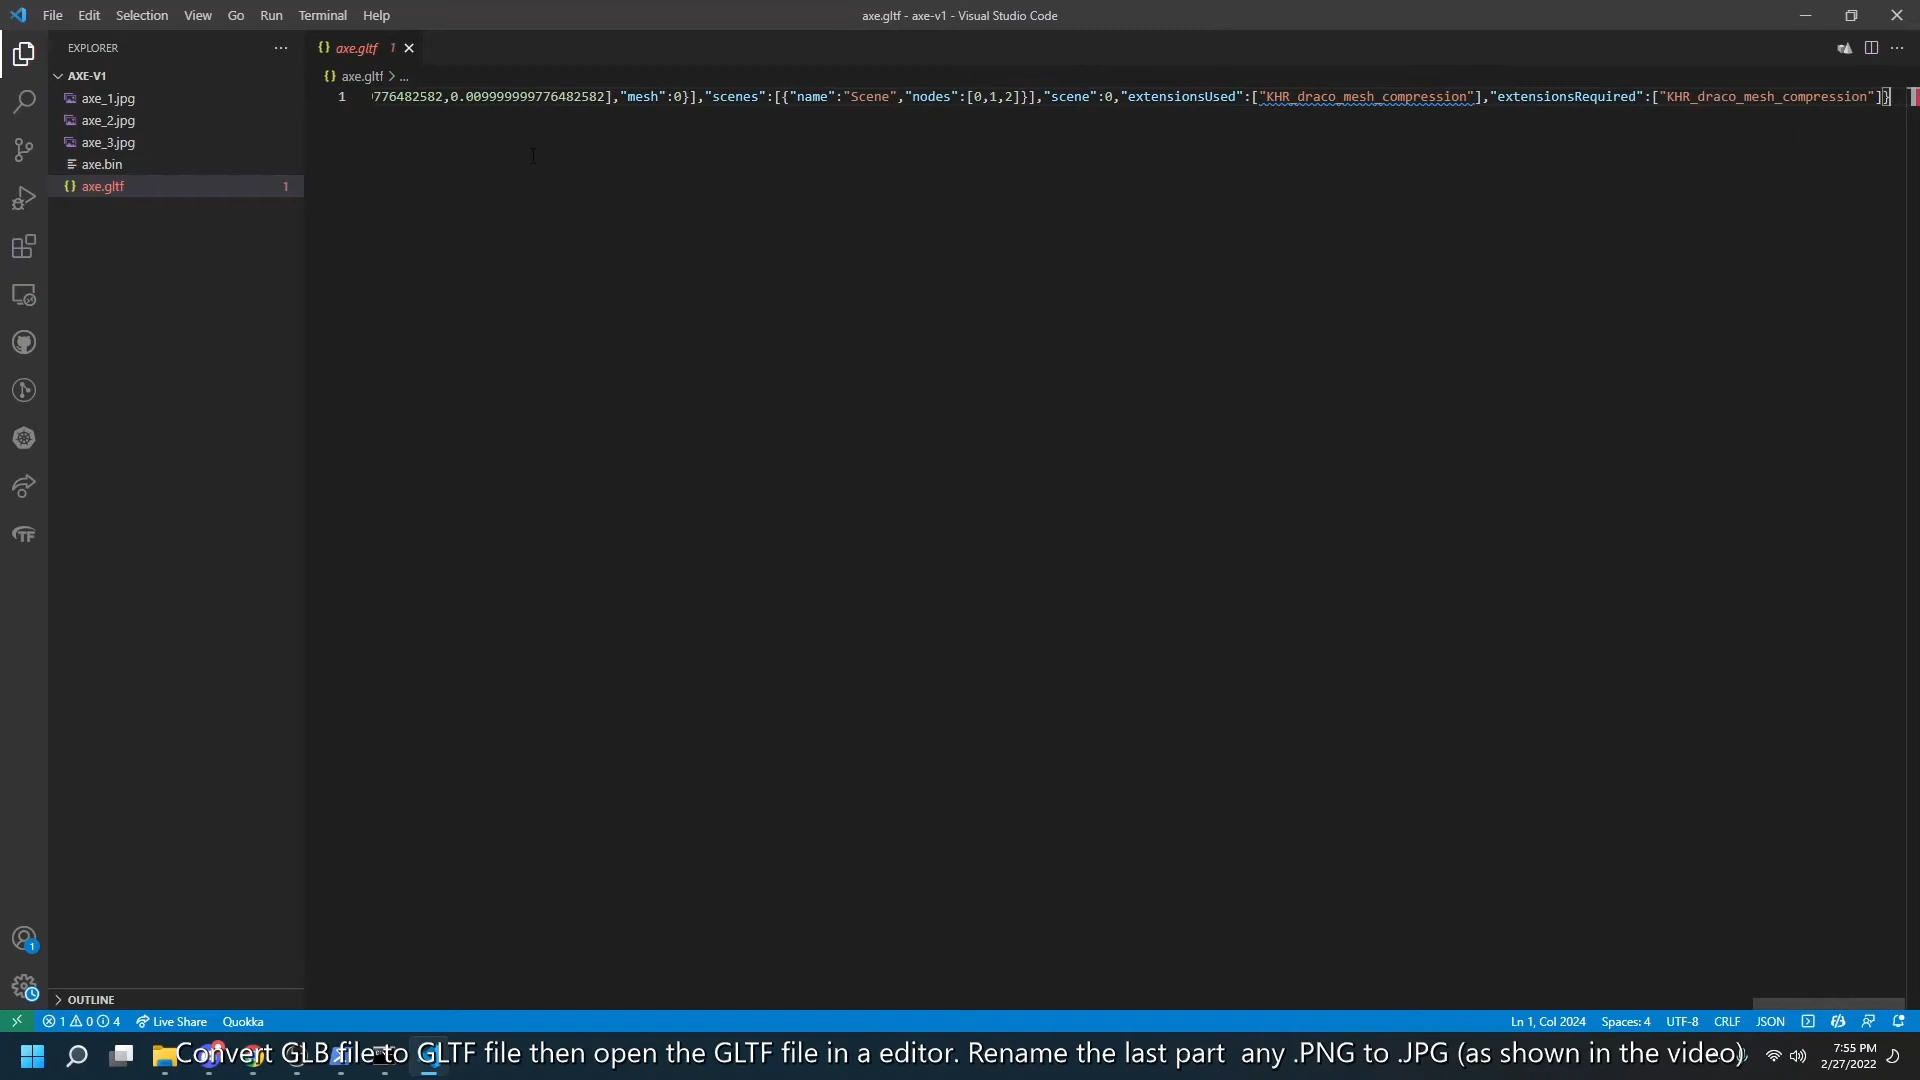 File Edit Selection View Go Run Terminal Help
axe.gltf - axe-v1 - Visual Studio Code
EXPLORER
AXE-V1
axe_1.jpg
axe_2.jpg
axe_3.jpg
axe.bin
axe.gltf 1
OUTLINE
axe.gltf 1
axe.gltf > ...
1 776482582,0.009999999776482582],"mesh":0}],"scenes":[{"name":"Scene","nodes":[0,1,2]}],"scene":0,"extensionsUsed":["KHR_draco_mesh_compression"],"extensionsRequired":["KHR_draco_mesh_compression"]}
TF
1
1 0 4 Live Share Quokka
Ln 1, Col 2024 Spaces: 4 UTF-8 CRLF JSON
Convert GLB file to GLTF file then open the GLTF file in a editor. Rename the last part any .PNG to .JPG (as shown in the video)
7:55 PM
2/27/2022